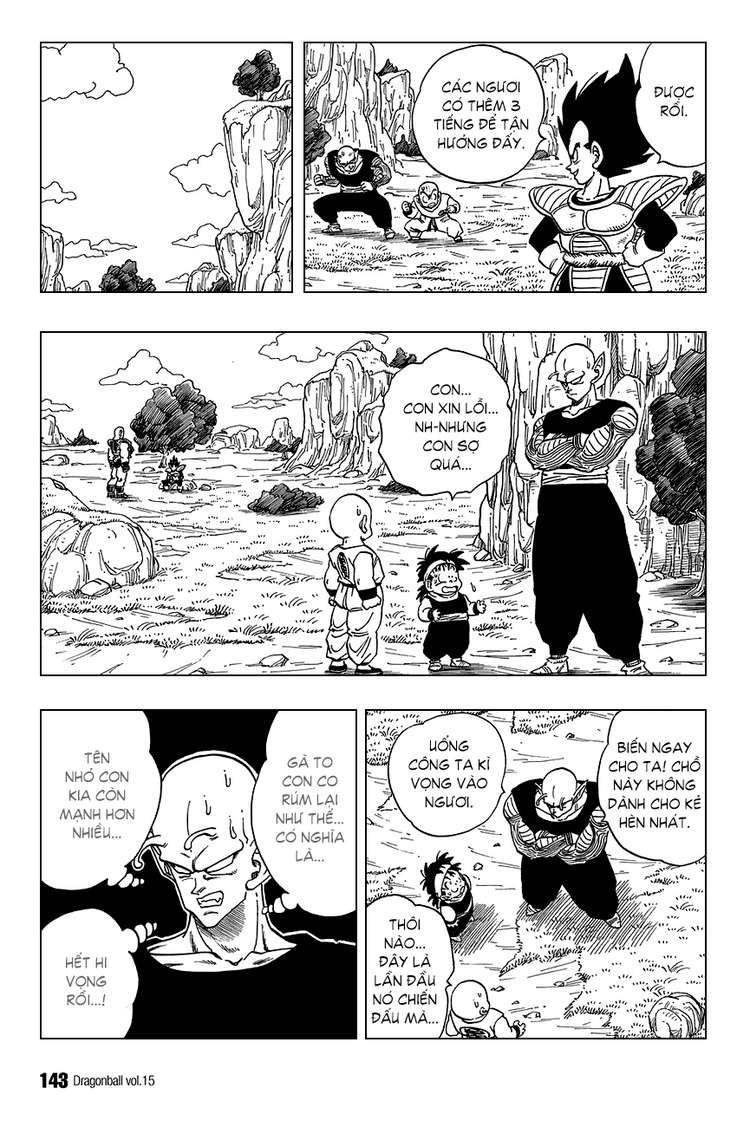 ĐƯỢC
RỒI.
CÁC NGƯƠI
CÓ THÊM 3
TIẾNG ĐỂ TẬN
HƯỞNG ĐẤY.
CON...
CON XIN LỖI...
NH-NHƯNG
CON SỢ
QUÁ...
BIẾN NGAY
CHO TA! CHỖ
NÀY KHÔNG
DÀNH CHO KẺ
HÈN NHÁT.
UỔNG
CÔNG TA KÌ
VỌNG VÀO
NGƯƠI.
THÔI
NÀO...
ĐÂY LÀ
LẦN ĐẦU
NÓ CHIẾN
ĐẤU MÀ...
GÃ TO
CON CO
RÚM LẠI
NHƯ THẾ...
CÓ NGHĨA
LÀ...
TÊN
NHỎ CON
KIA CÒN
MẠNH HƠN
NHIỀU...
HẾT HI
VỌNG
RỒI...!
143 Dragonball vol.15